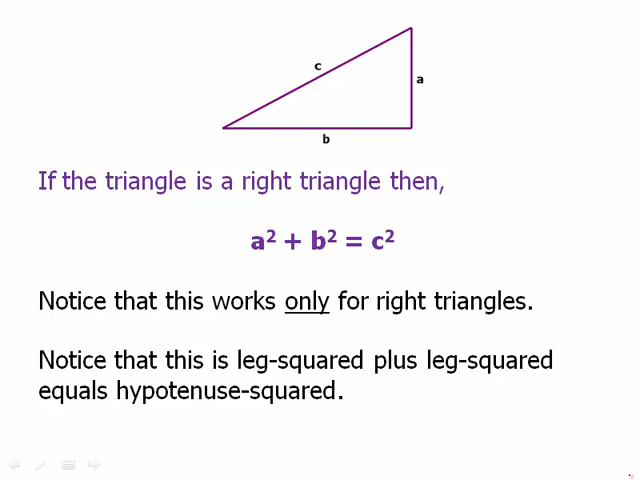 c
a
b
If the triangle is a right triangle then,
a² + b² = c²
Notice that this works only for right triangles.
Notice that this is leg-squared plus leg-squared
equals hypotenuse-squared.